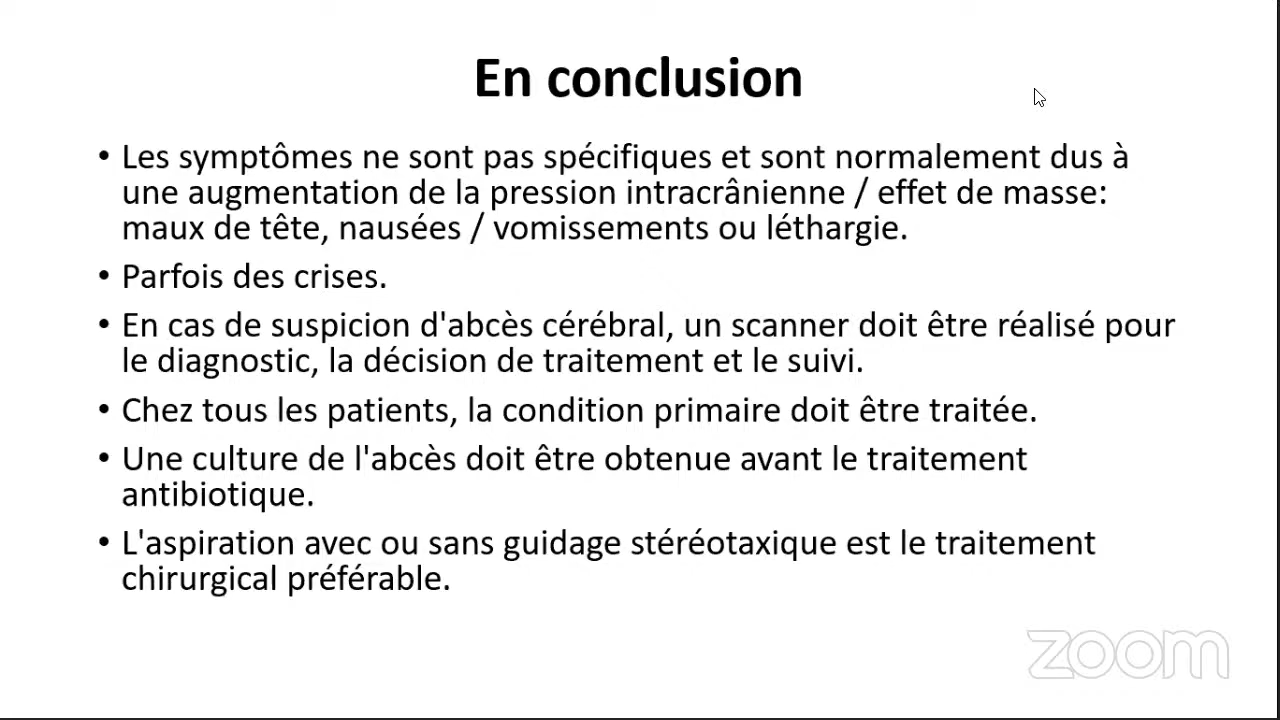 En conclusion
• Les symptômes ne sont pas spécifiques et sont normalement dus à
une augmentation de la pression intracrânienne / effet de masse:
maux de tête, nausées / vomissements ou léthargie.
• Parfois des crises.
• En cas de suspicion d'abcès cérébral, un scanner doit être réalisé pour
le diagnostic, la décision de traitement et le suivi.
• Chez tous les patients, la condition primaire doit être traitée.
• Une culture de l'abcès doit être obtenue avant le traitement
antibiotique.
• L'aspiration avec ou sans guidage stéréotaxique est le traitement
chirurgical préférable.
zoom